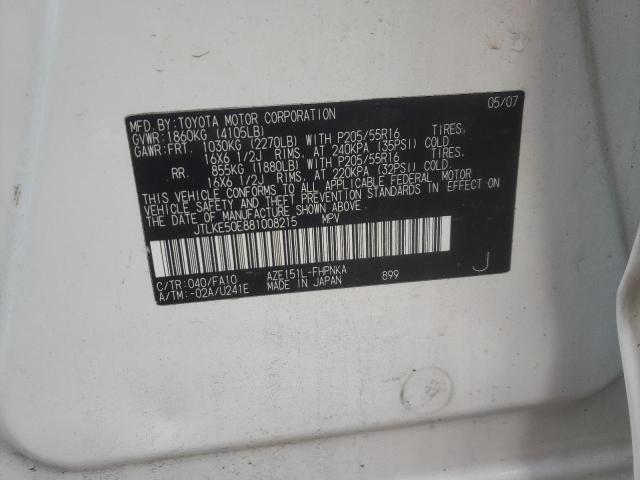 MFD. BY:TOYOTA MOTOR CORPORATION 05/07
GVWR:1860KG (4105LB)
GAWR:FRT. 1030KG (2270LB) WITH P205/55R16 TIRES,
16X6 1/2J RIMS, AT 240KPA (35PSI) COLD.
RR. 855KG (1880LB) WITH P205/55R16 TIRES,
16X6 1/2J RIMS, AT 220KPA (32PSI) COLD.
THIS VEHICLE CONFORMS TO ALL APPLICABLE FEDERAL MOTOR
VEHICLE SAFETY AND THEFT PREVENTION STANDARDS IN EFFECT ON
THE DATE OF MANUFACTURE SHOWN ABOVE.
JTLKE50E881008215 MPV
C/TR:040/FA10 AZE151L-FHPNKA 899
A/TM:-02A/U241E MADE IN JAPAN J